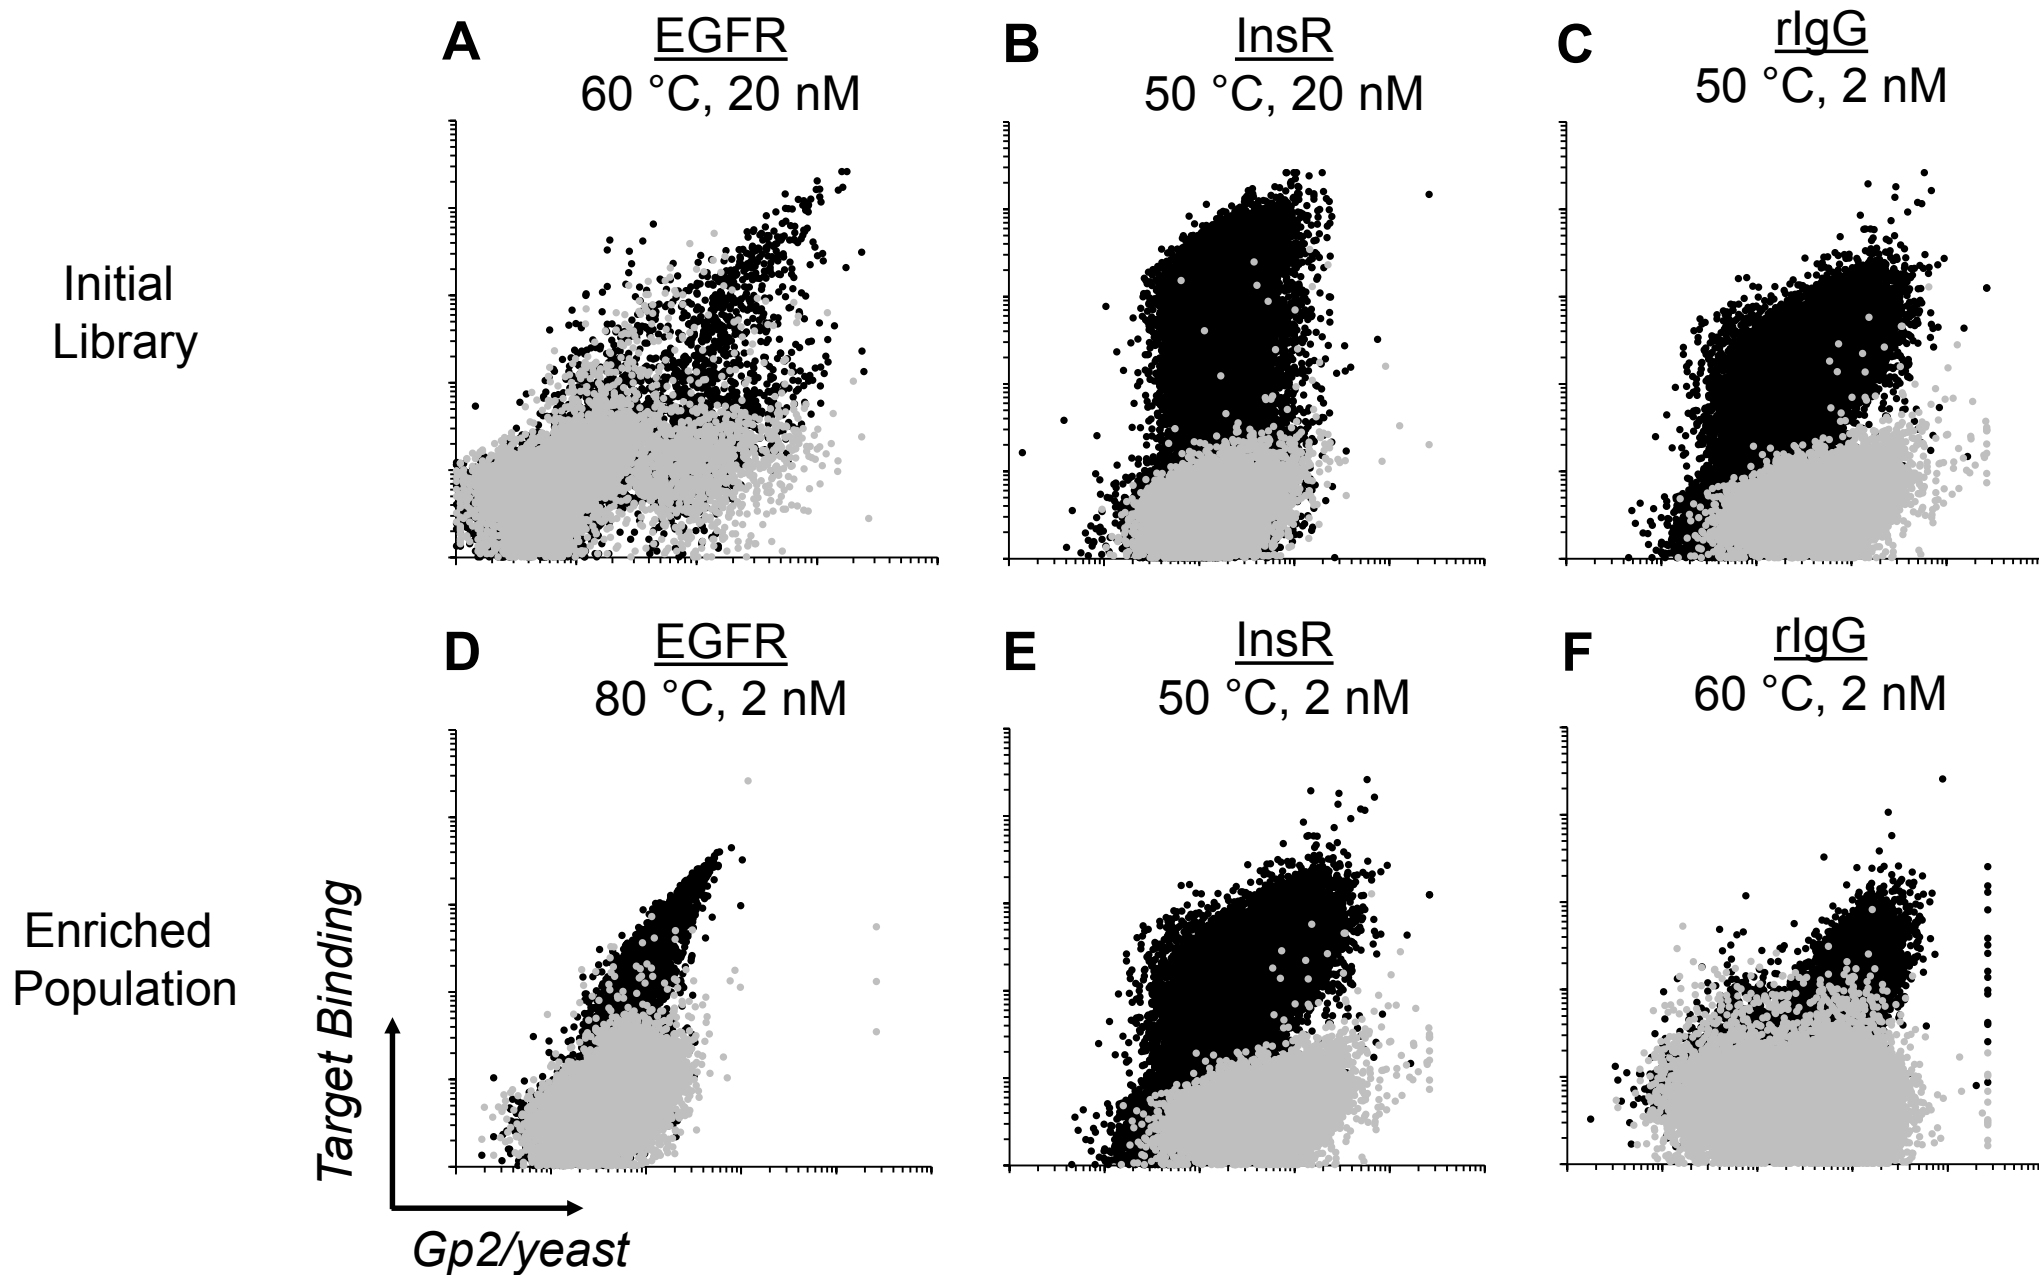 A
EGFR
60 °C, 20 nM
B
InsR
50 °C, 20 nM
C
rIgG
50 °C, 2 nM
Initial
Library
D
EGFR
80 °C, 2 nM
E
InsR
50 °C, 2 nM
F
rIgG
60 °C, 2 nM
Enriched
Population
Target Binding
Gp2/yeast